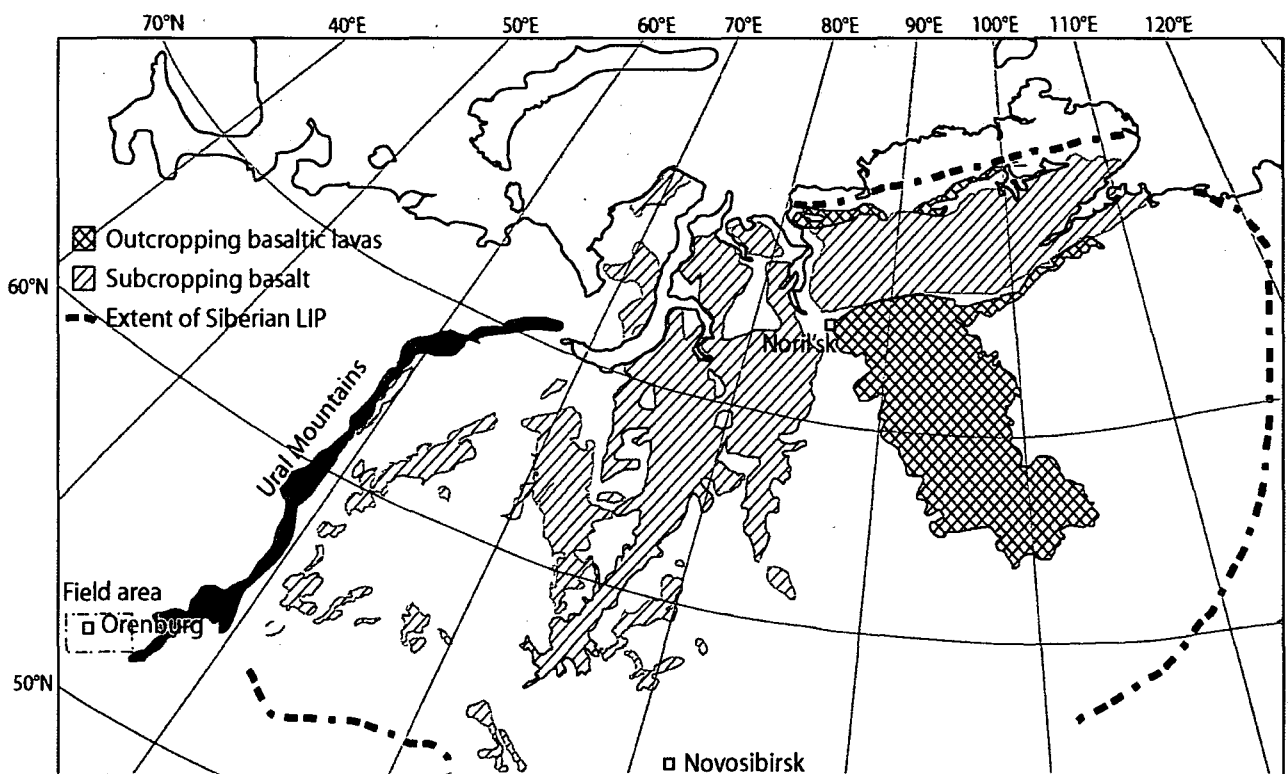 70°N 40°E 50°E 60°E 70°E 80°E 90°E 100°E 110°E 120°E
Outcropping basaltic lavas
Subcropping basalt
Extent of Siberian LIP
60°N
Noril'sk
Ural Mountains
Field area
Orenburg
50°N
Novosibirsk